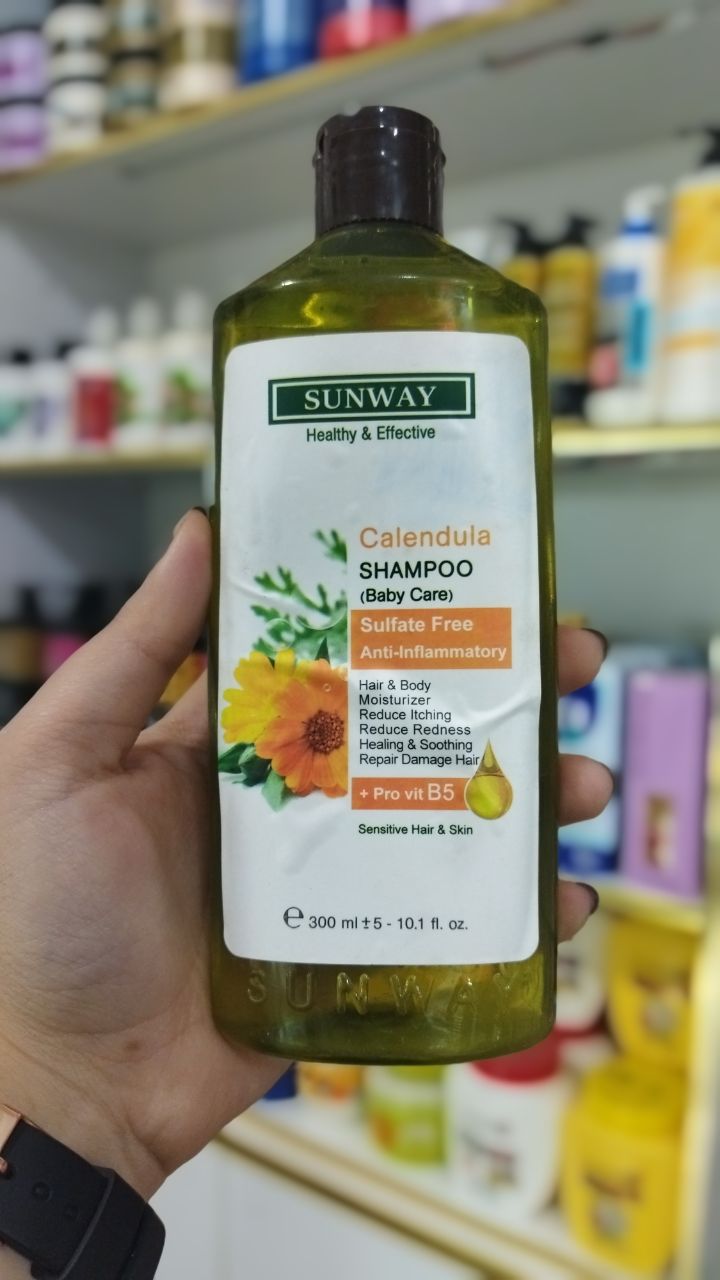 SUNWAY
Healthy & Effective
Calendula
SHAMPOO
(Baby Care)
Sulfate Free
Anti-Inflammatory
Hair & Body
Moisturizer
Reduce Itching
Reduce Redness
Healing & Soothing
Repair Damage Hair
+ Pro vit B5
Sensitive Hair & Skin
℮ 300 ml ± 5 - 10.1 fl. oz.
SUNWAY